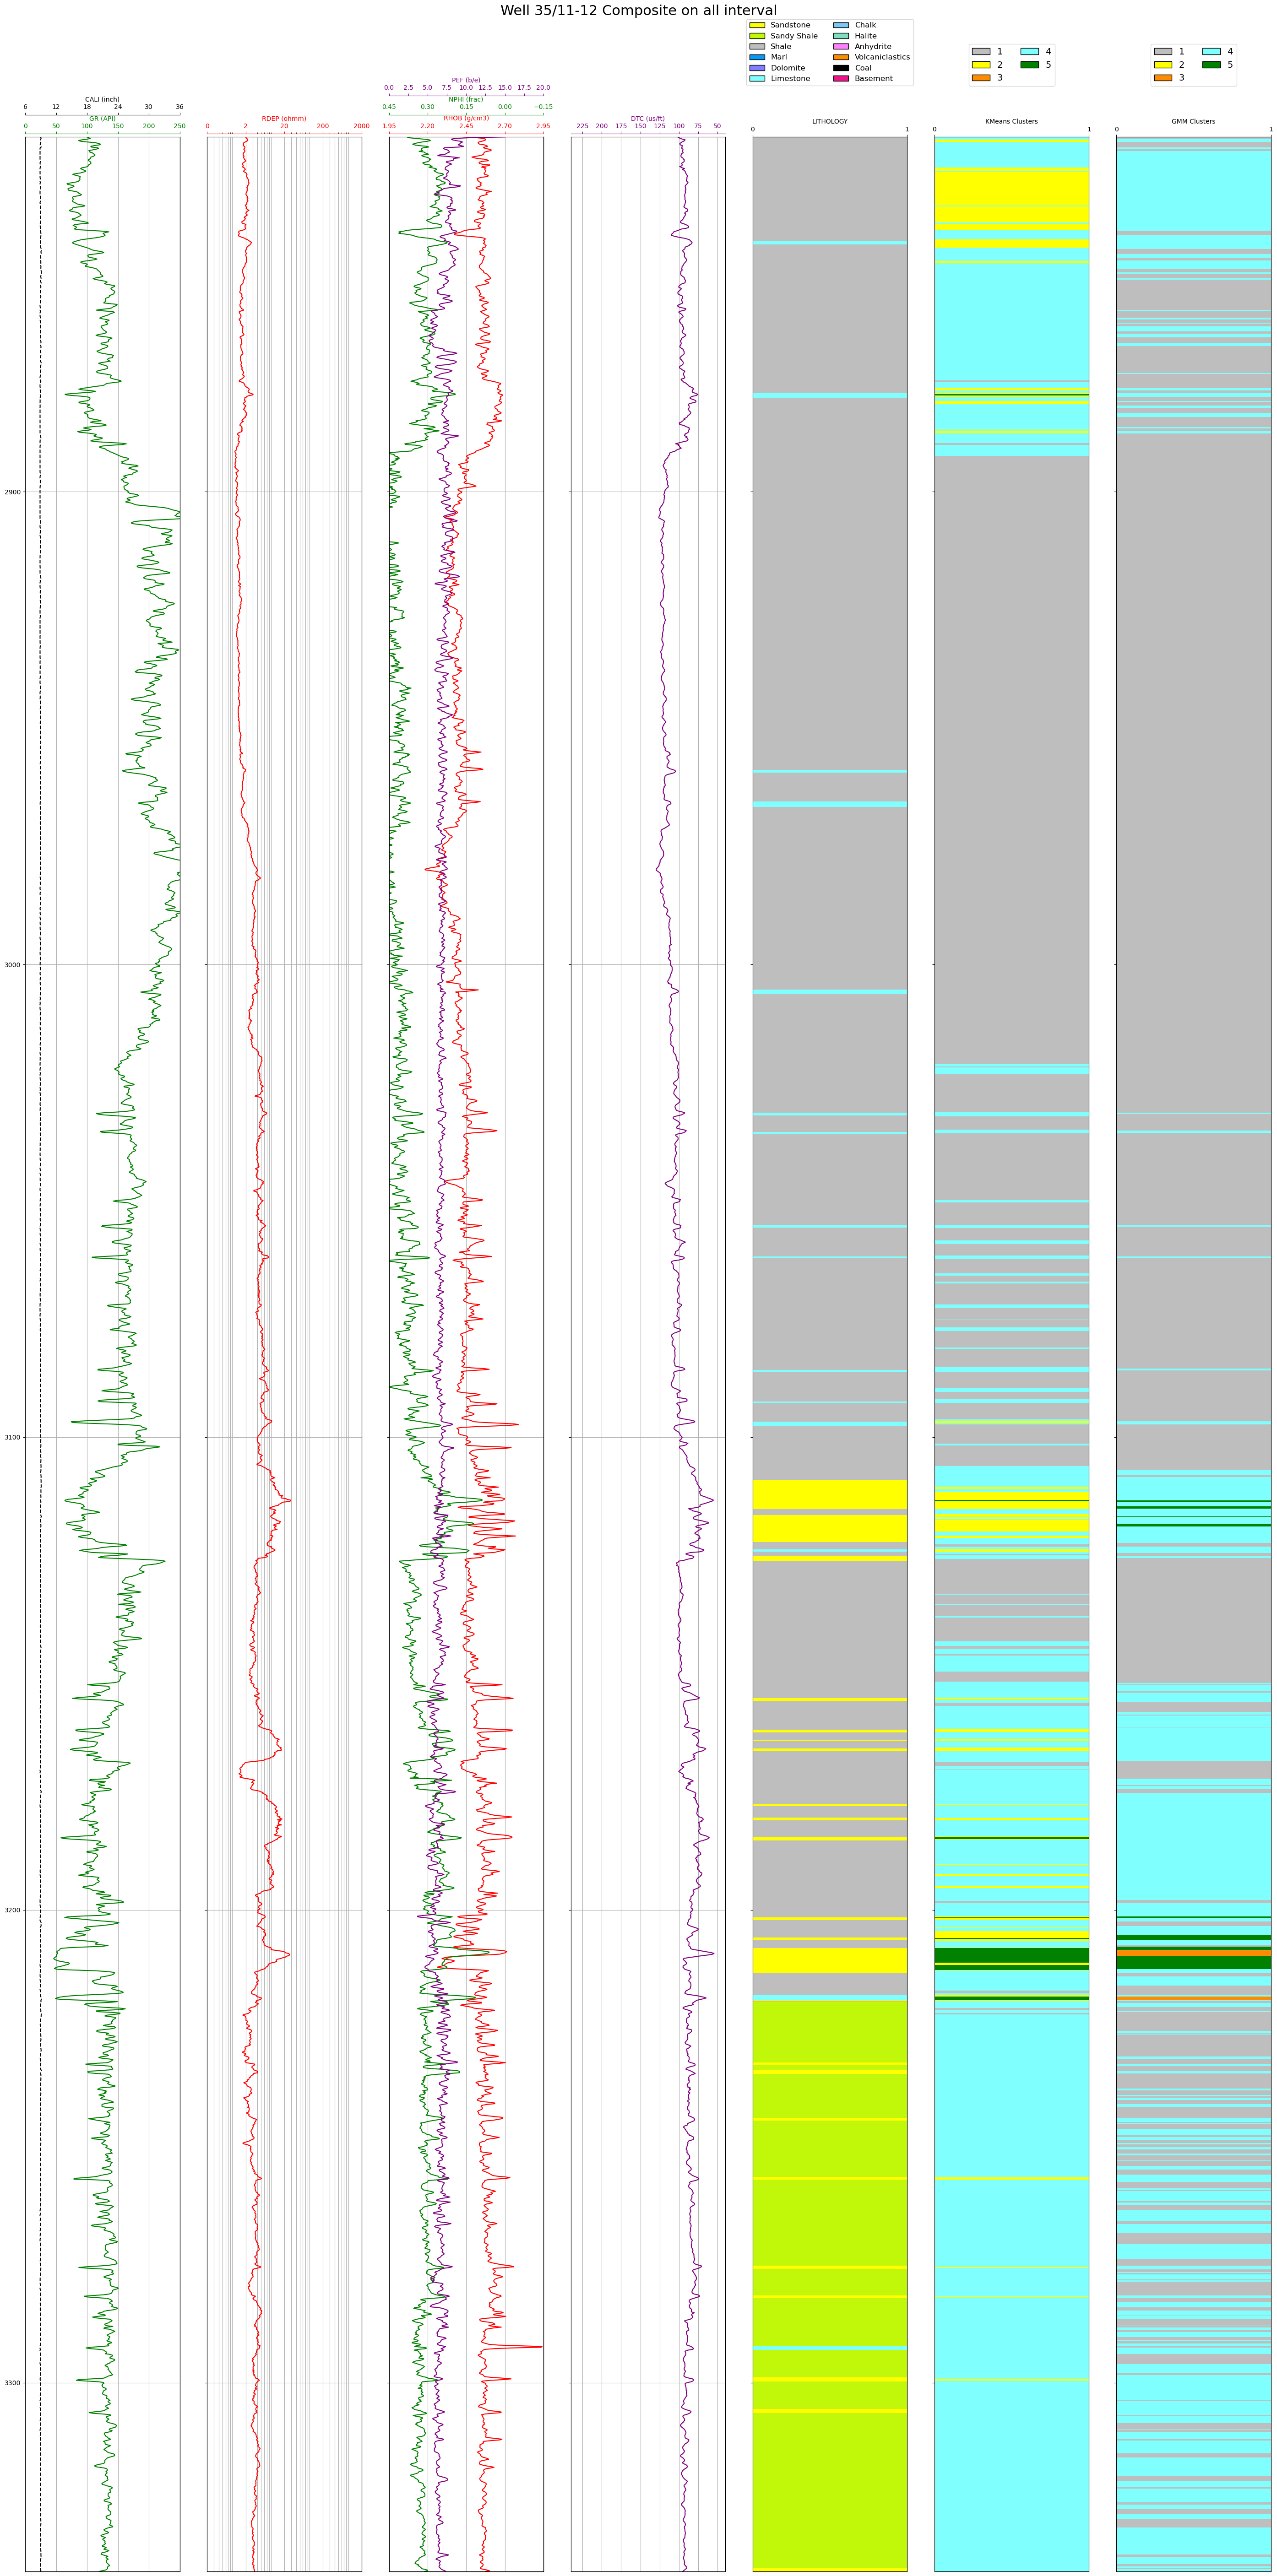 Well 35/11-12 Composite on all interval
Sandstone Chalk
Sandy Shale Halite
Shale Anhydrite
Marl Volcaniclastics
Dolomite Coal
Limestone Basement
1 4
2 5
3
1 4
2 5
3
PEF (b/e)
0.0 2.5 5.0 7.5 10.0 12.5 15.0 17.5 20.0
CALI (inch)
6 12 18 24 30 36
NPHI (frac)
0.45 0.30 0.15 0.00 −0.15
GR (API)
0 50 100 150 200 250
RDEP (ohmm)
0 2 20 200 2000
RHOB (g/cm3)
1.95 2.20 2.45 2.70 2.95
DTC (us/ft)
225 200 175 150 125 100 75 50
LITHOLOGY
0 1
KMeans Clusters
0 1
GMM Clusters
0 1
2900
3000
3100
3200
3300